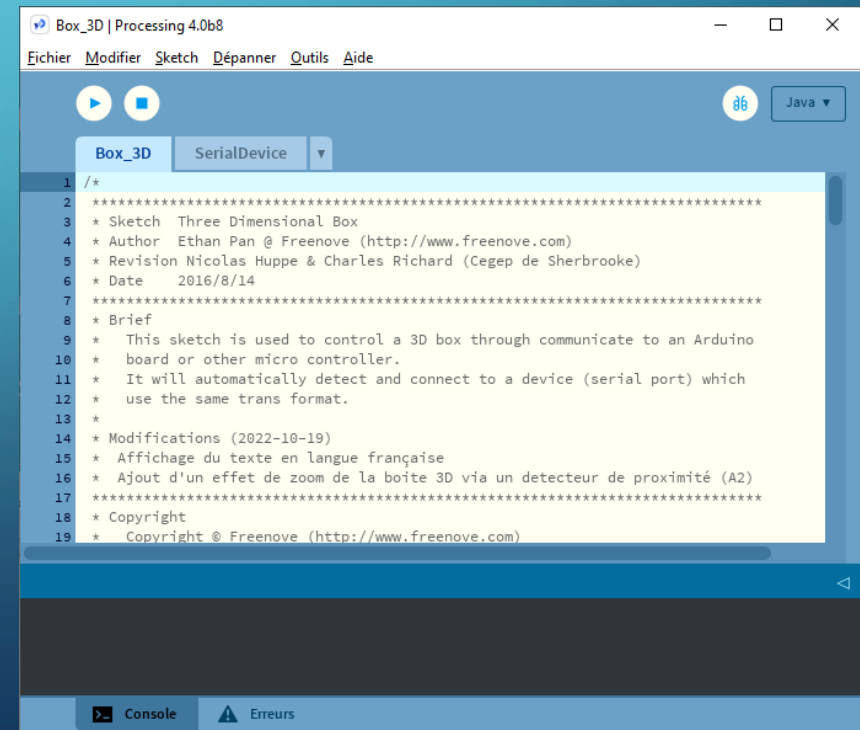 Box_3D | Processing 4.0b8
Fichier Modifier Sketch Dépanner Outils Aide
Java ▼
Box_3D SerialDevice ▼
1 /*
2 ******************************************************************************
3 * Sketch  Three Dimensional Box
4 * Author  Ethan Pan @ Freenove (http://www.freenove.com)
5 * Revision Nicolas Huppe & Charles Richard (Cegep de Sherbrooke)
6 * Date    2016/8/14
7 ******************************************************************************
8 * Brief
9 *   This sketch is used to control a 3D box through communicate to an Arduino
10 *   board or other micro controller.
11 *   It will automatically detect and connect to a device (serial port) which
12 *   use the same trans format.
13 *
14 * Modifications (2022-10-19)
15 *  Affichage du texte en langue française
16 *  Ajout d'un effet de zoom de la boite 3D via un detecteur de proximité (A2)
17 ******************************************************************************
18 * Copyright
19 *   Copyright © Freenove (http://www.freenove.com)
Console Erreurs